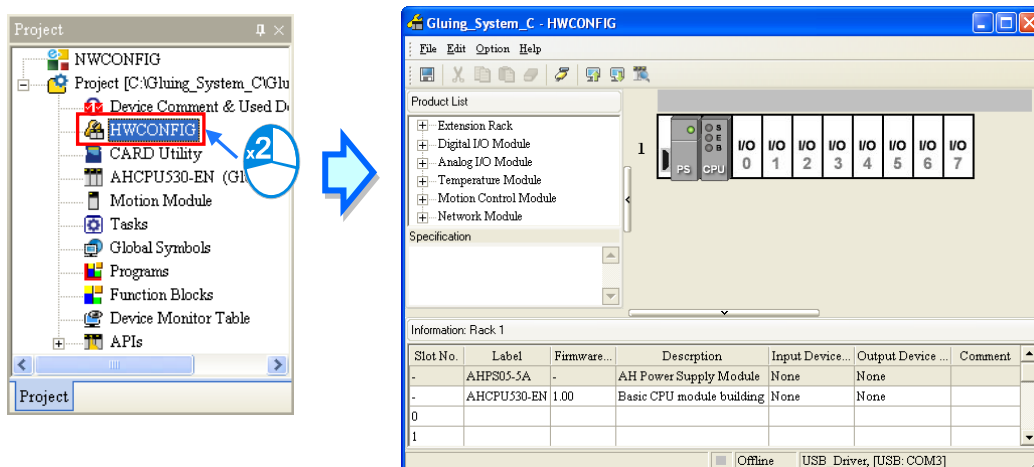 Project
NWCONFIG
Project [C:\Gluing_System_C\Glu
Device Comment & Used D
HWCONFIG
x2
CARD Utility
AHCPU530-EN (Gl
Motion Module
Tasks
Global Symbols
Programs
Function Blocks
Device Monitor Table
APIs
Project
Gluing_System_C - HWCONFIG
File Edit Option Help
Product List
Extension Rack
Digital I/O Module
Analog I/O Module
Temperature Module
Motion Control Module
Network Module
Specification
1
PS CPU S E B I/O 0 I/O 1 I/O 2 I/O 3 I/O 4 I/O 5 I/O 6 I/O 7
Information: Rack 1
Slot No. Label Firmware... Descrption Input Device... Output Device ... Comment
- AHPS05-5A - AH Power Supply Module None None
- AHCPU530-EN 1.00 Basic CPU module building None None
0
1
Offline USB_Driver, [USB: COM3]